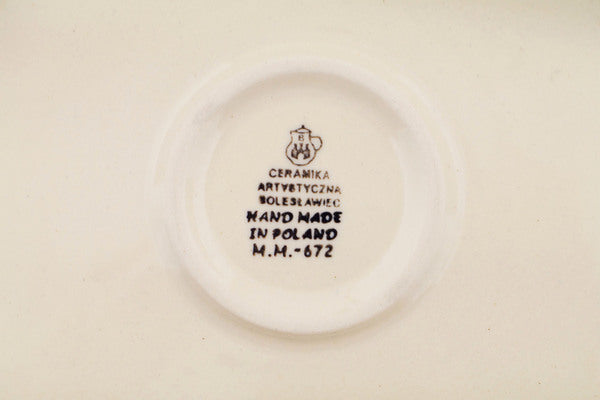 B
CERAMIKA
ARTYSTYCZNA
BOLESŁAWIEC
HAND MADE
IN POLAND
M.M.-672